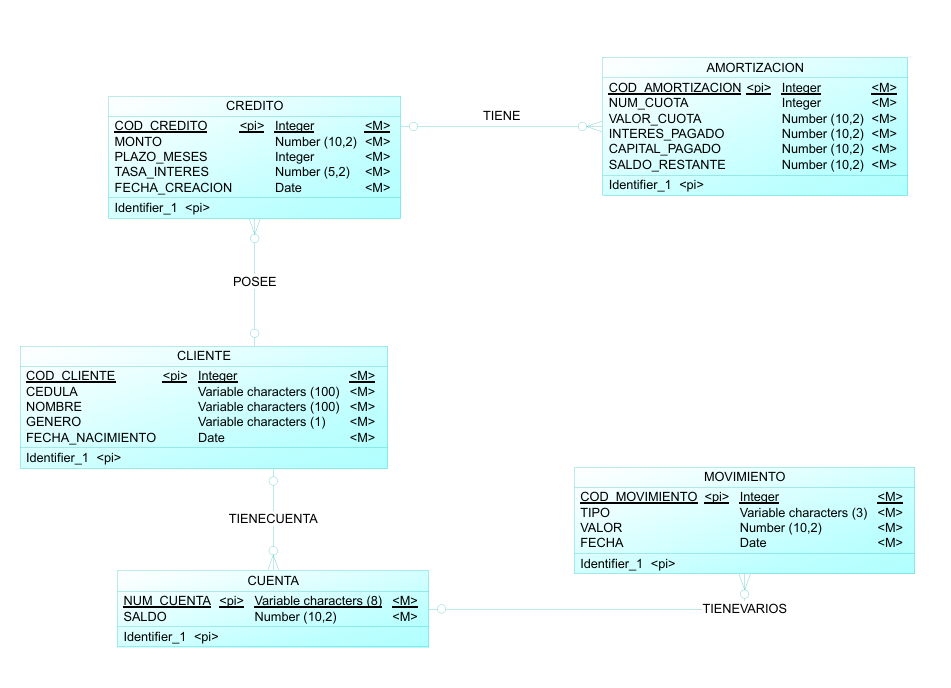 AMORTIZACION
COD_AMORTIZACION <pi> Integer <M>
NUM_CUOTA Integer <M>
VALOR_CUOTA Number (10,2) <M>
INTERES_PAGADO Number (10,2) <M>
CAPITAL_PAGADO Number (10,2) <M>
SALDO_RESTANTE Number (10,2) <M>
Identifier_1 <pi>
CREDITO
COD_CREDITO <pi> Integer <M>
MONTO Number (10,2) <M>
PLAZO_MESES Integer <M>
TASA_INTERES Number (5,2) <M>
FECHA_CREACION Date <M>
Identifier_1 <pi>
TIENE
POSEE
CLIENTE
COD_CLIENTE <pi> Integer <M>
CEDULA Variable characters (100) <M>
NOMBRE Variable characters (100) <M>
GENERO Variable characters (1) <M>
FECHA_NACIMIENTO Date <M>
Identifier_1 <pi>
TIENECUENTA
MOVIMIENTO
COD_MOVIMIENTO <pi> Integer <M>
TIPO Variable characters (3) <M>
VALOR Number (10,2) <M>
FECHA Date <M>
Identifier_1 <pi>
CUENTA
NUM_CUENTA <pi> Variable characters (8) <M>
SALDO Number (10,2) <M>
Identifier_1 <pi>
TIENEVARIOS